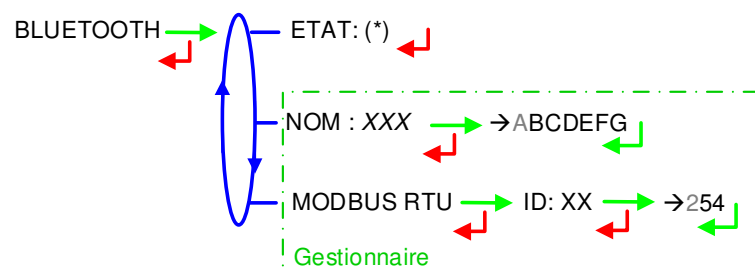 BLUETOOTH ETAT: (*)
NOM : XXX →ABCDEFG
MODBUS RTU ID: XX →254
Gestionnaire